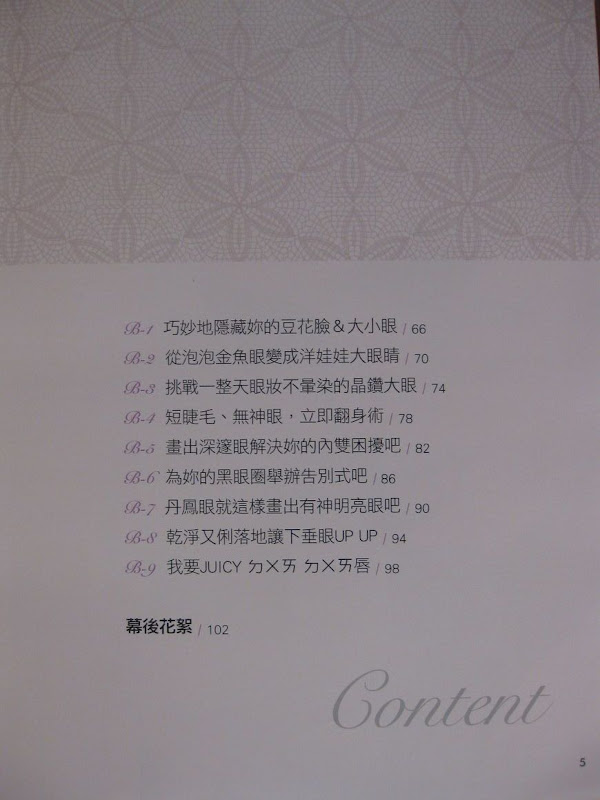 B-1 巧妙地隱藏妳的豆花臉&大小眼 / 66
B-2 從泡泡金魚眼變成洋娃娃大眼睛 / 70
B-3 挑戰一整天眼妝不暈染的晶鑽大眼 / 74
B-4 短睫毛、無神眼,立即翻身術 / 78
B-5 畫出深邃眼解決妳的內雙困擾吧 / 82
B-6 為妳的黑眼圈舉辦告別式吧 / 86
B-7 丹鳳眼就這樣畫出有神明亮眼吧 / 90
B-8 乾淨又俐落地讓下垂眼UP UP / 94
B-9 我要JUICY ㄉㄨㄞ ㄉㄨㄞ唇 / 98
幕後花絮 / 102
Content
5